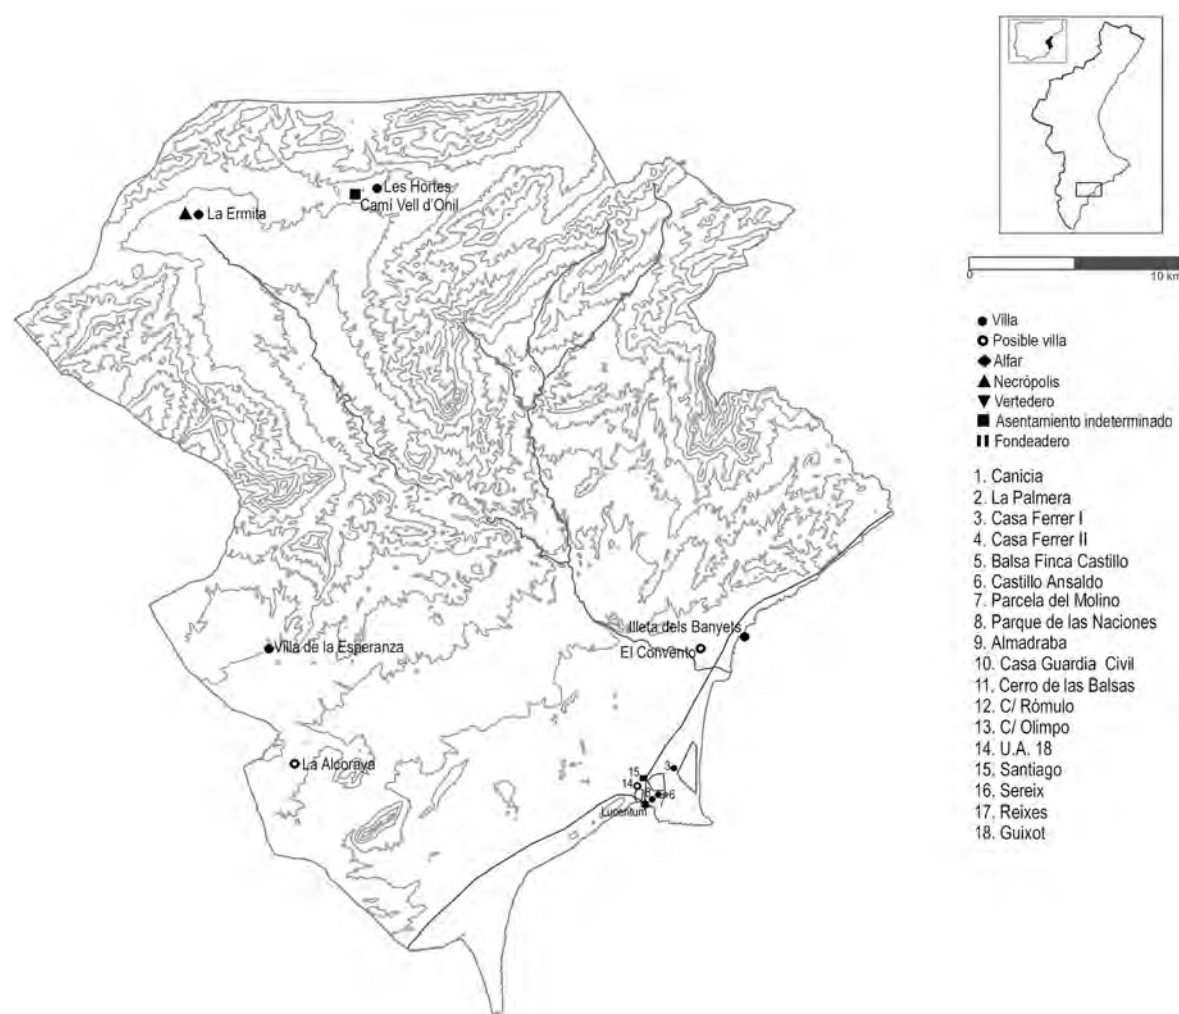 Les Hortes
Camí Vell d'Onil
La Ermita
Illeta dels Banyets
El Convento
Villa de la Esperanza
La Alcoraya
3
15
14
8
6
Lucentum
0
10 km
Villa
Posible villa
Alfar
Necrópolis
Vertedero
Asentamiento indeterminado
Fondeadero
1. Canicia
2. La Palmera
3. Casa Ferrer I
4. Casa Ferrer II
5. Balsa Finca Castillo
6. Castillo Ansaldo
7. Parcela del Molino
8. Parque de las Naciones
9. Almadraba
10. Casa Guardia Civil
11. Cerro de las Balsas
12. C/ Rómulo
13. C/ Olimpo
14. U.A. 18
15. Santiago
16. Sereix
17. Reixes
18. Guixot